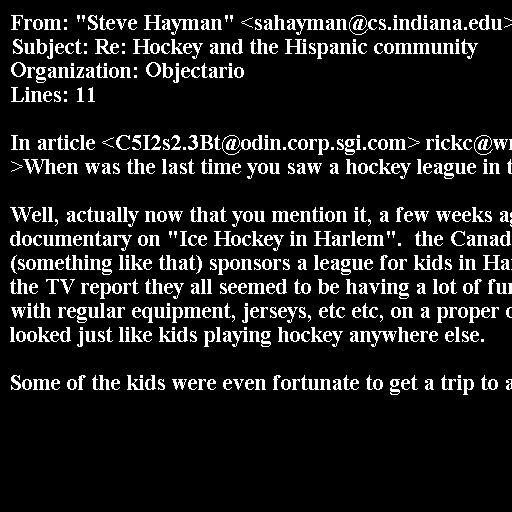 From: "Steve Hayman" <sahayman@cs.indiana.edu>
Subject: Re: Hockey and the Hispanic community
Organization: Objectario
Lines: 11

In article <C5I2s2.3Bt@odin.corp.sgi.com> rickc@wr
>When was the last time you saw a hockey league in t

Well, actually now that you mention it, a few weeks ag
documentary on "Ice Hockey in Harlem".  the Canad
(something like that) sponsors a league for kids in Har
the TV report they all seemed to be having a lot of fun
with regular equipment, jerseys, etc etc, on a proper o
looked just like kids playing hockey anywhere else.

Some of the kids were even fortunate to get a trip to a